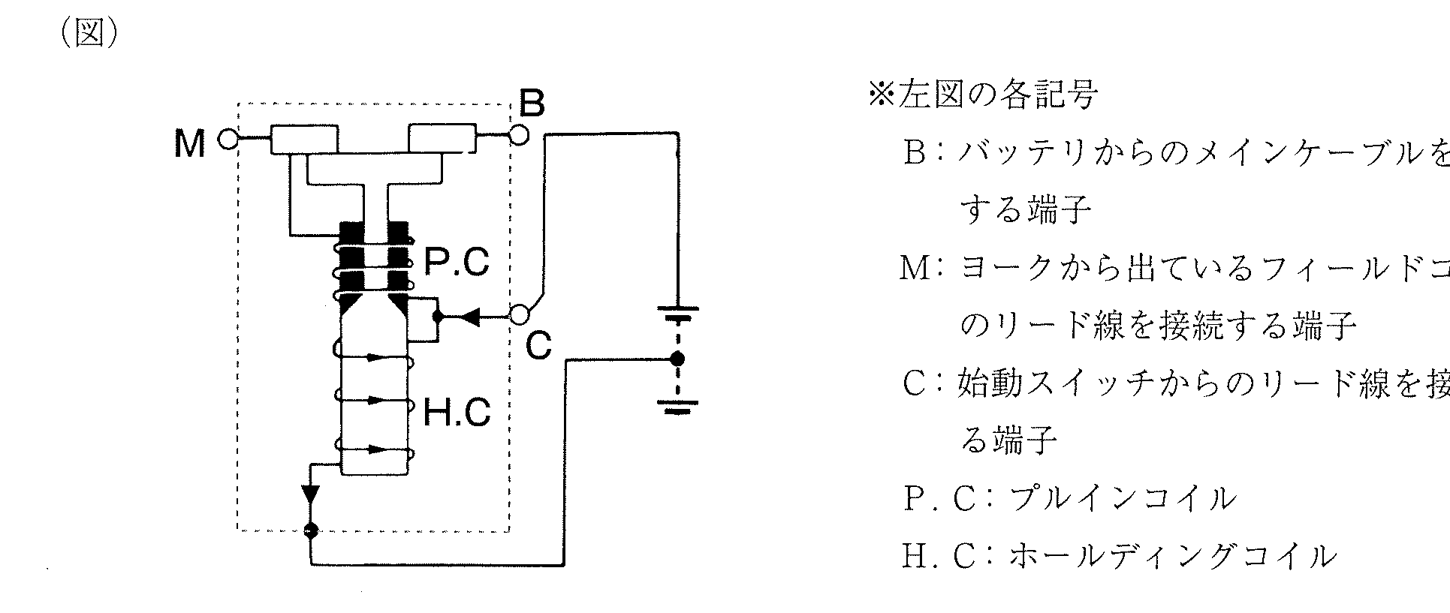 （図）
※左図の各記号
B
M
B：バッテリからのメインケーブルを
する端子
P.C
M：ヨークから出ているフィールドコ
のリード線を接続する端子
C
C：始動スイッチからのリード線を接
る端子
H.C
P. C：プルインコイル
H. C：ホールディングコイル